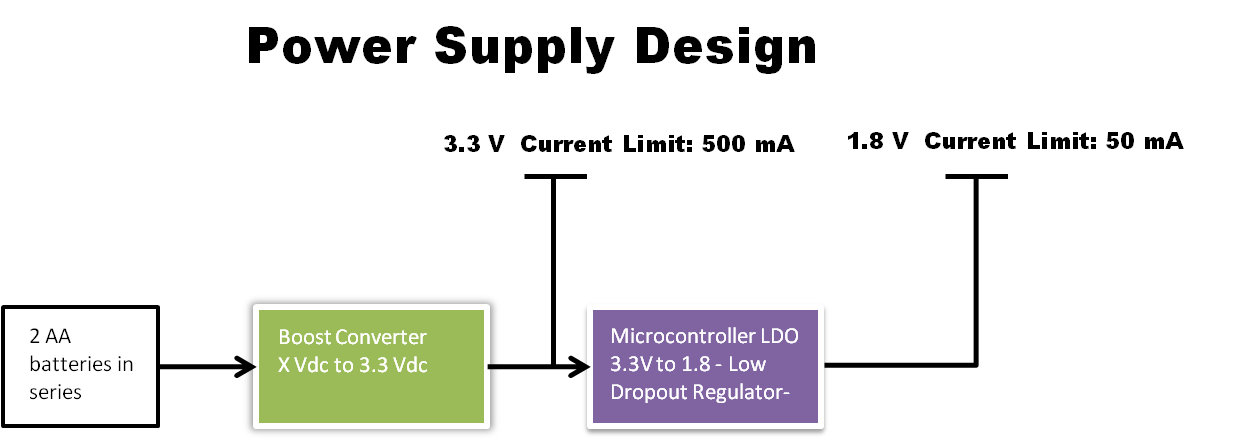 Power Supply Design
3.3 V  Current Limit: 500 mA
1.8 V  Current Limit: 50 mA
2 AA
batteries in
series
Boost Converter
X Vdc to 3.3 Vdc
Microcontroller LDO
3.3V to 1.8 - Low
Dropout Regulator-